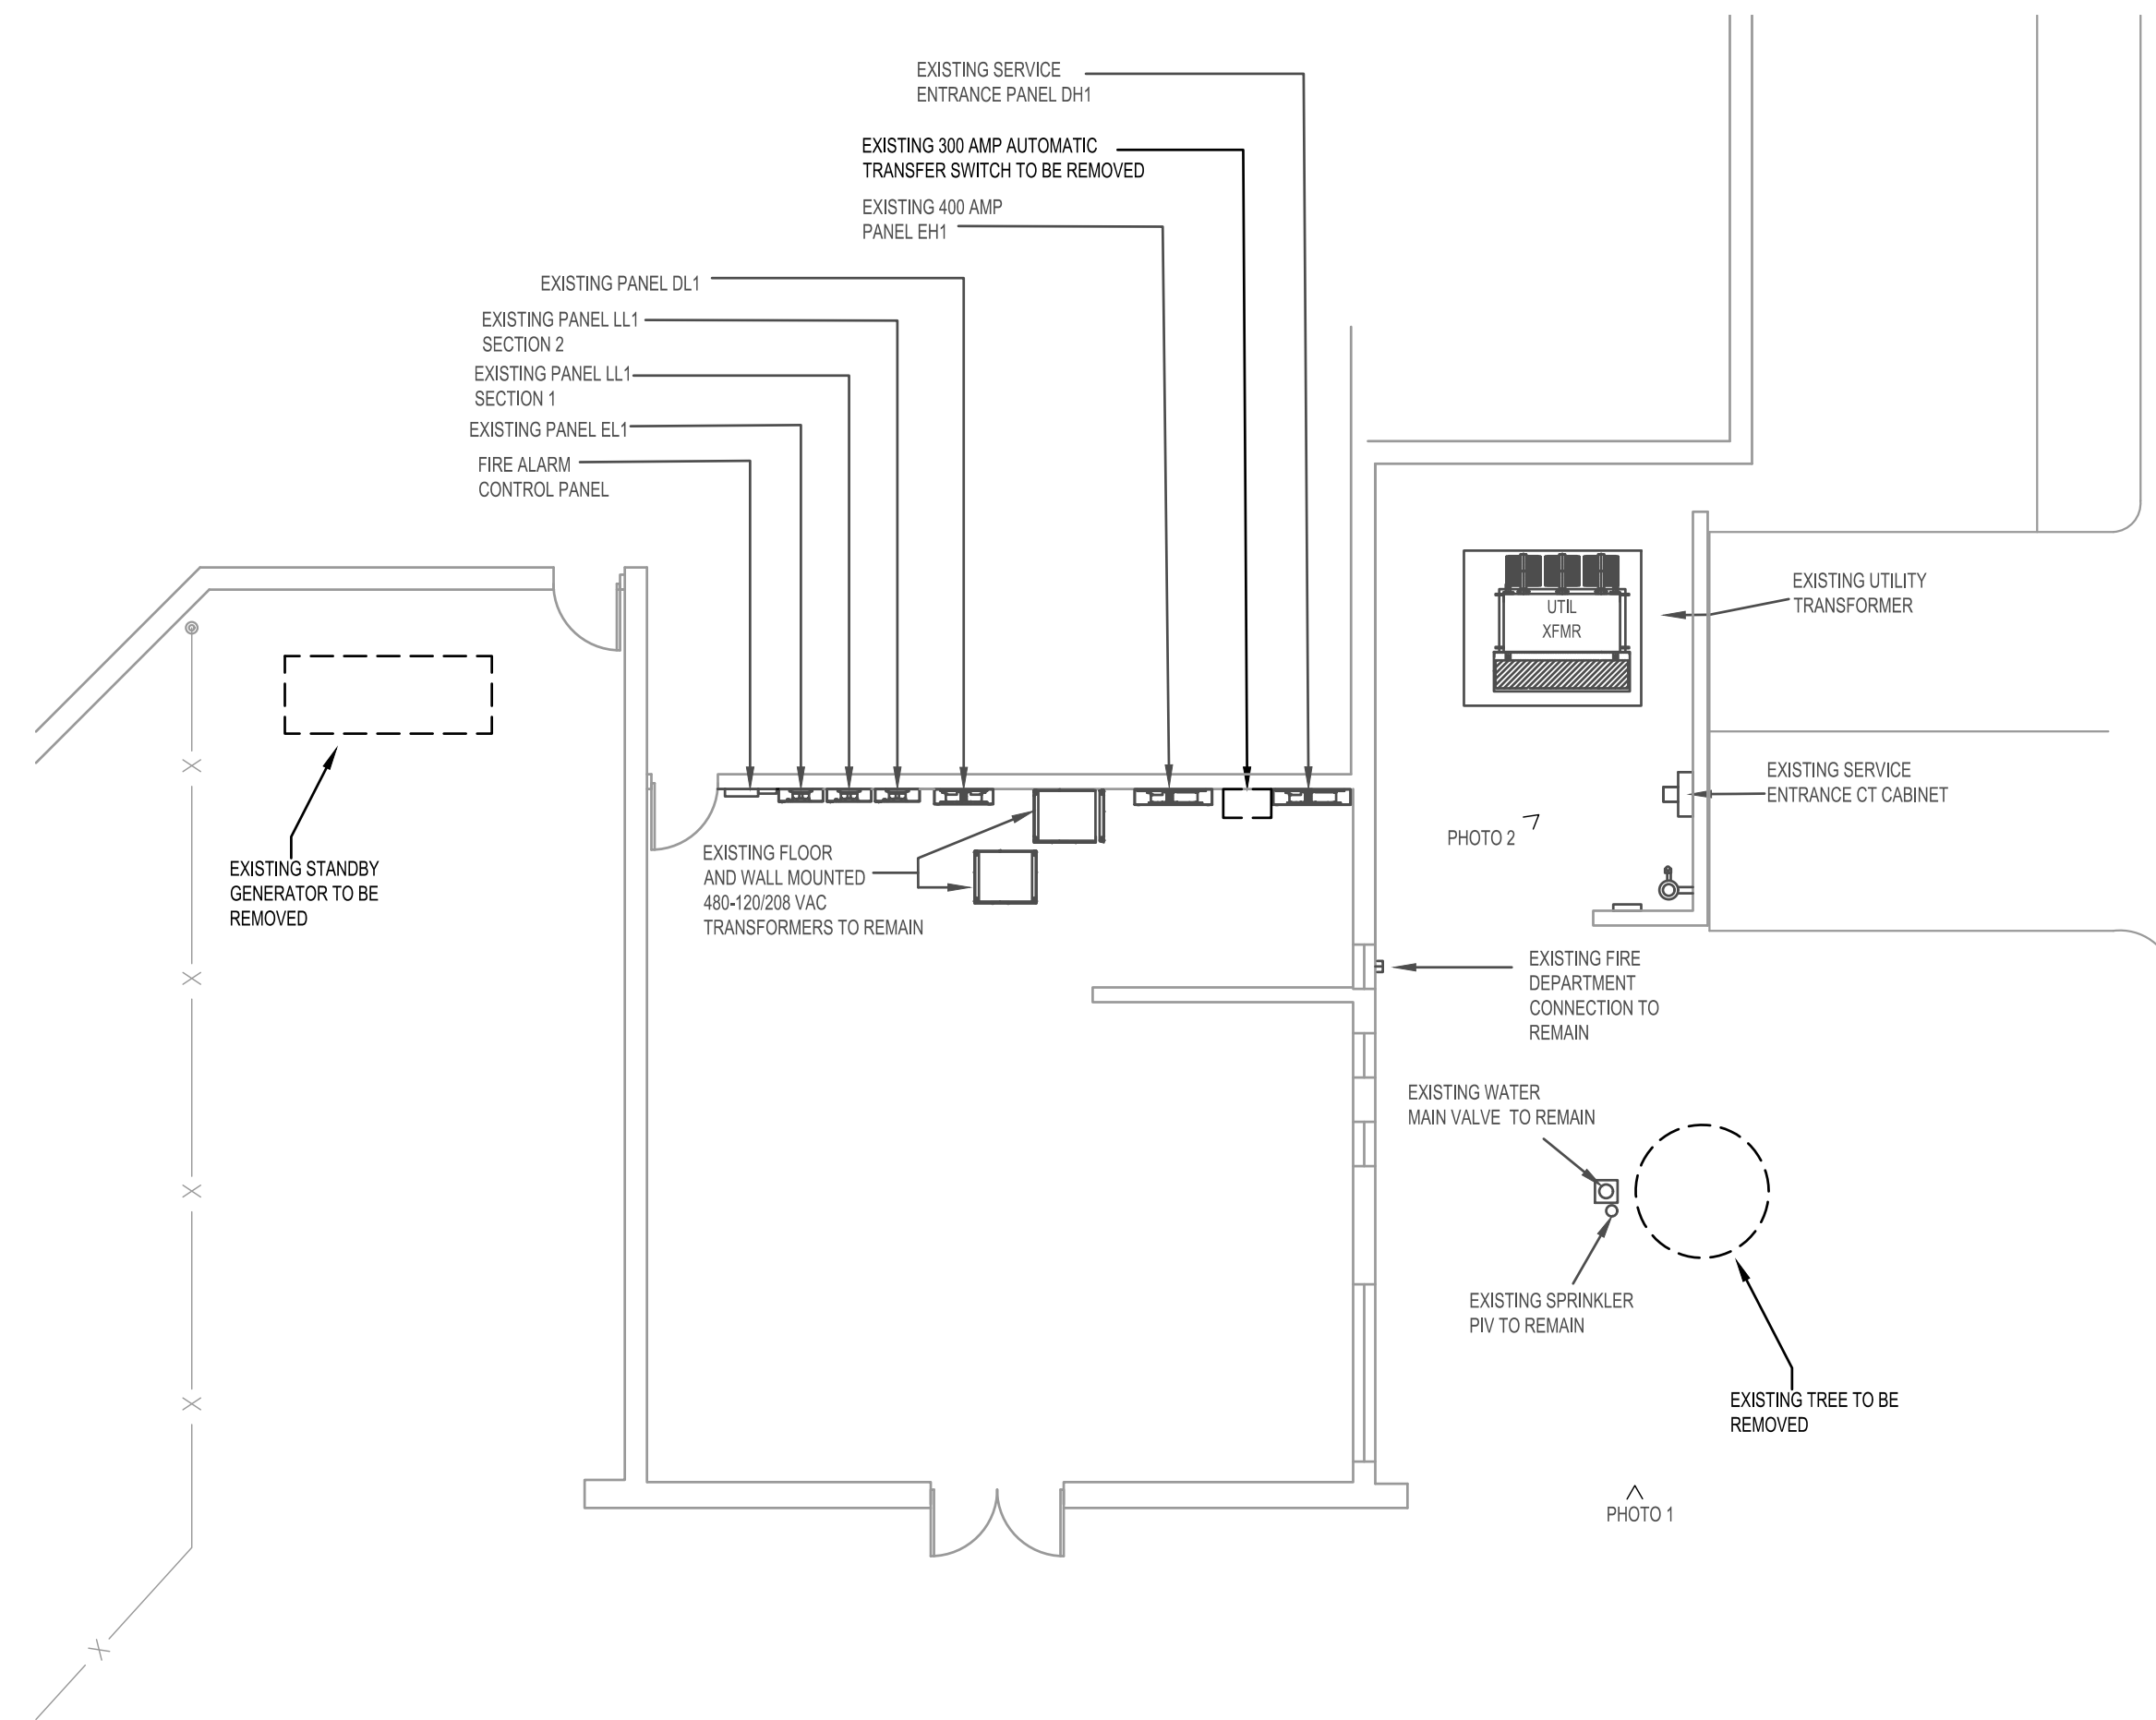 EXISTING SERVICE
ENTRANCE PANEL DH1
EXISTING 300 AMP AUTOMATIC
TRANSFER SWITCH TO BE REMOVED
EXISTING 400 AMP
PANEL EH1
EXISTING PANEL DL1
EXISTING PANEL LL1
SECTION 2
EXISTING PANEL LL1
SECTION 1
EXISTING PANEL EL1
FIRE ALARM
CONTROL PANEL
EXISTING UTILITY
TRANSFORMER
UTIL
XFMR
EXISTING SERVICE
ENTRANCE CT CABINET
PHOTO 2
EXISTING STANDBY
GENERATOR TO BE
REMOVED
EXISTING FLOOR
AND WALL MOUNTED
480-120/208 VAC
TRANSFORMERS TO REMAIN
EXISTING FIRE
DEPARTMENT
CONNECTION TO
REMAIN
EXISTING WATER
MAIN VALVE TO REMAIN
EXISTING SPRINKLER
PIV TO REMAIN
EXISTING TREE TO BE
REMOVED
PHOTO 1
X
X
X
X
X